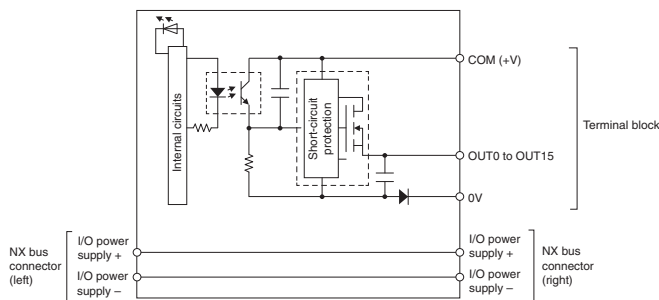 COM (+V)
Internal circuits
Short-circuit
protection
Terminal block
OUT0 to OUT15
0V
NX bus
connector
(left)
I/O power
supply +
I/O power
supply –
I/O power
supply +
I/O power
supply –
NX bus
connector
(right)